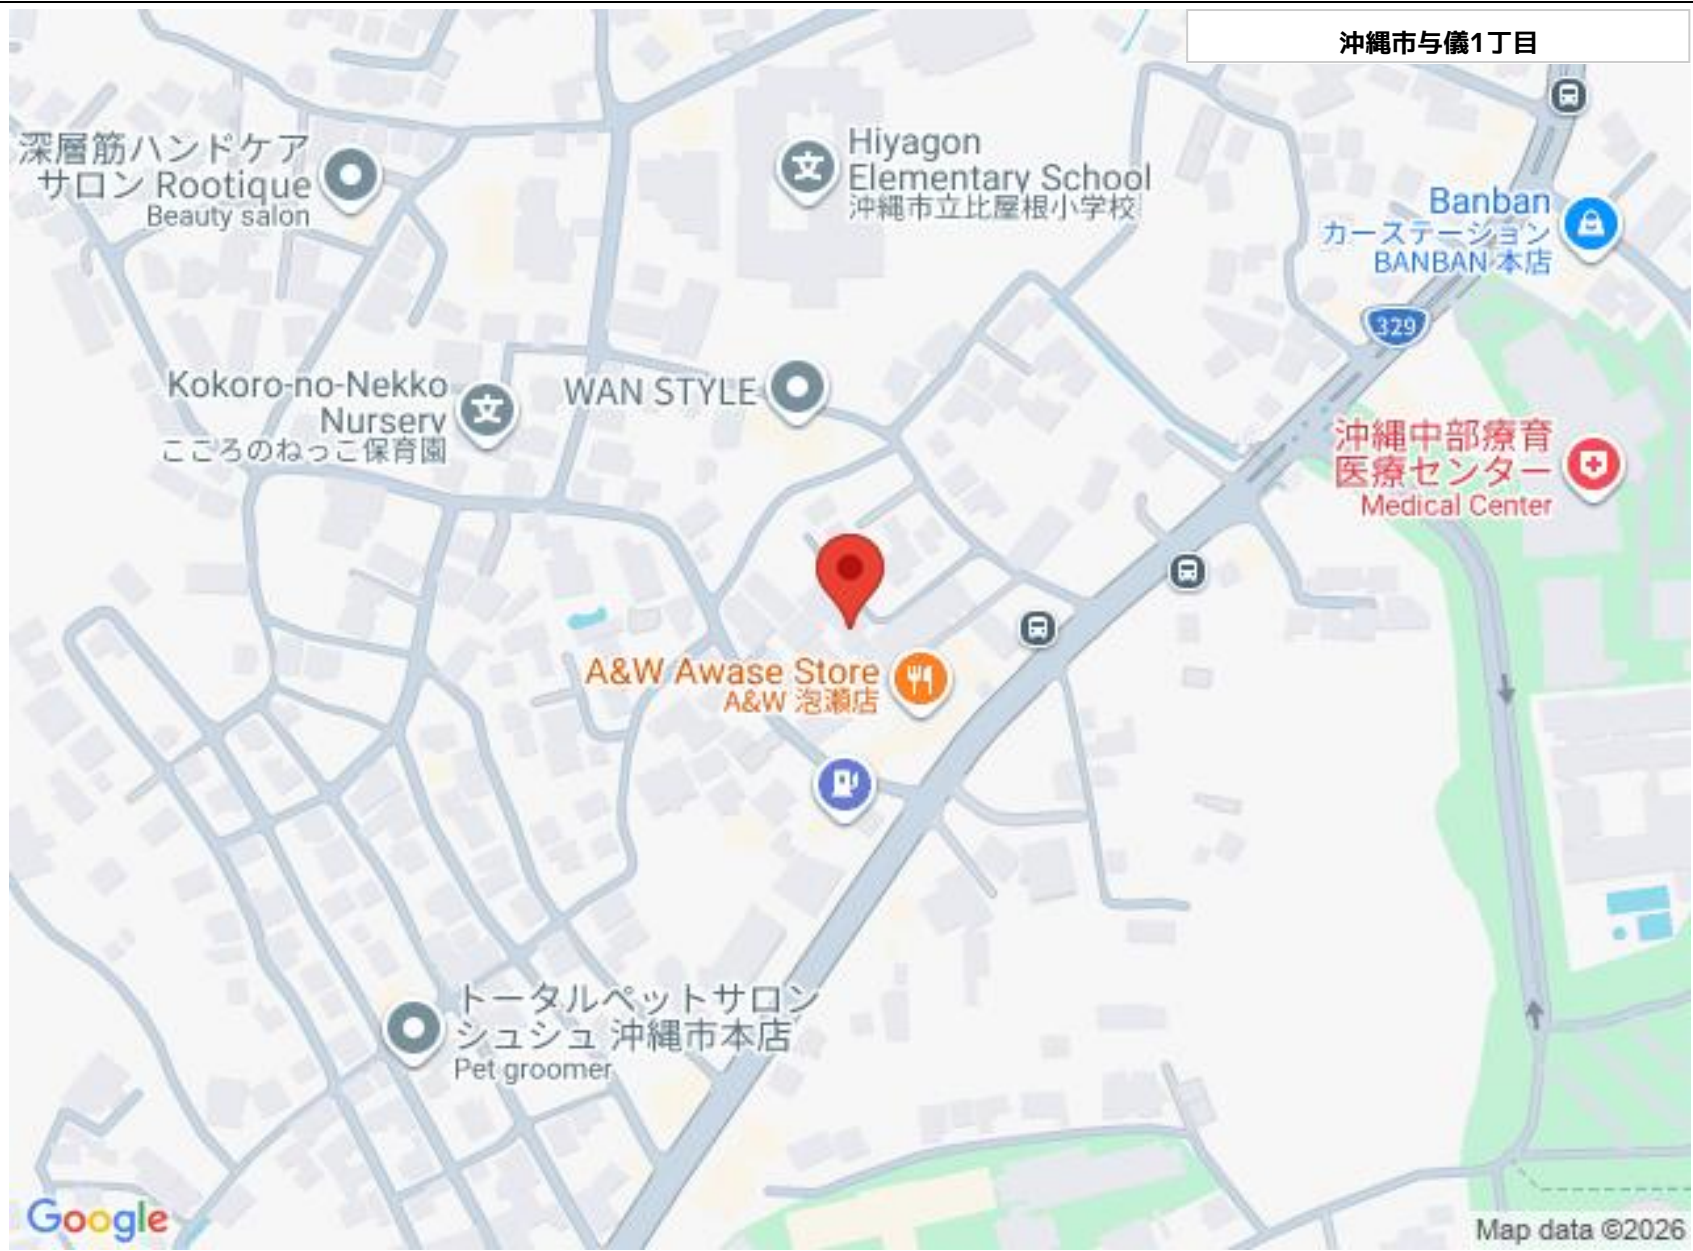 沖縄市与儀1丁目
深層筋ハンドケア
サロン Rootique
Beauty salon
Hiyagon
Elementary School
沖縄市立比屋根小学校
Banban
カーステーション
BANBAN 本店
329
Kokoro-no-Nekko
Nursery
こころのねっこ保育園
WAN STYLE
沖縄中部療育
医療センター
Medical Center
A&W Awase Store
A&W 泡瀬店
トータルペットサロン
シュシュ 沖縄市本店
Pet groomer
Google
Map data ©2026